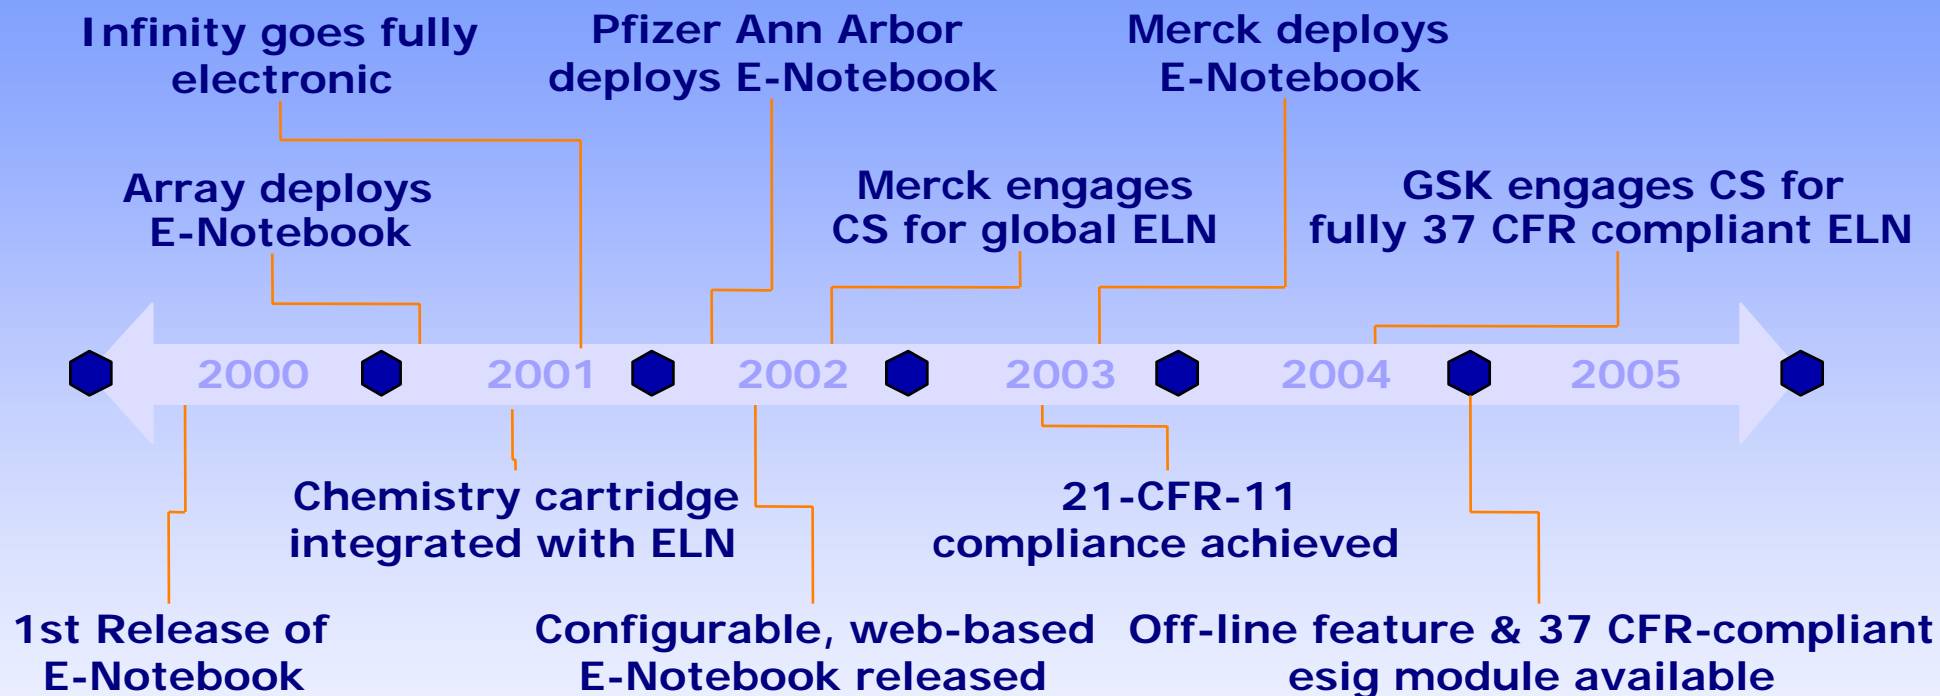 Infinity goes fully
electronic
Pfizer Ann Arbor
deploys E-Notebook
Merck deploys
E-Notebook
Array deploys
E-Notebook
Merck engages
CS for global ELN
GSK engages CS for
fully 37 CFR compliant ELN
2000
2001
2002
2003
2004
2005
Chemistry cartridge
integrated with ELN
21-CFR-11
compliance achieved
1st Release of
E-Notebook
Configurable, web-based
E-Notebook released
Off-line feature & 37 CFR-compliant
esig module available